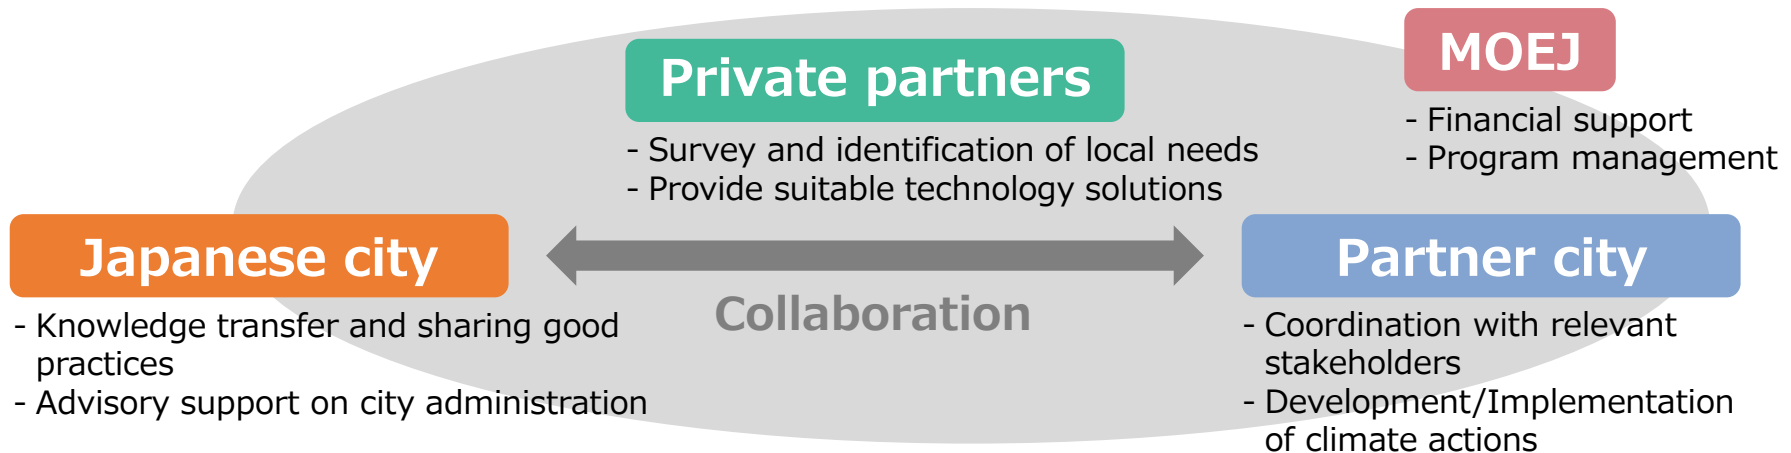 Private partners
- Survey and identification of local needs
- Provide suitable technology solutions
MOEJ
- Financial support
- Program management
Japanese city
- Knowledge transfer and sharing good
practices
- Advisory support on city administration
Collaboration
Partner city
- Coordination with relevant
stakeholders
- Development/Implementation
of climate actions